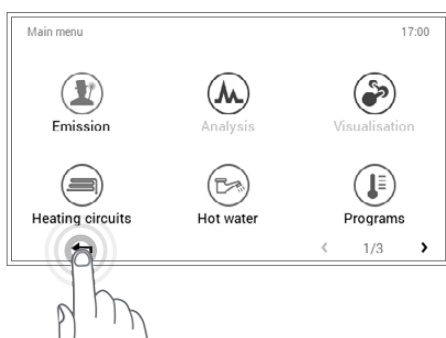 Main menu 17:00
Emission Analysis Visualisation
Heating circuits Hot water Programs
1/3